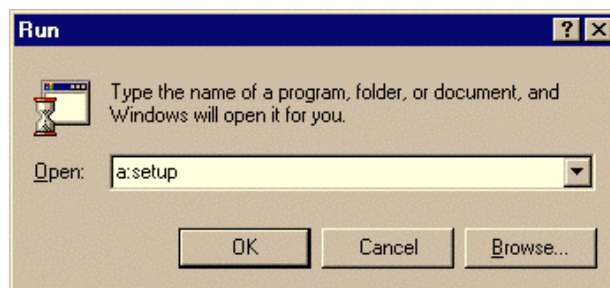 Run
Type the name of a program, folder, or document, and
Windows will open it for you.
Open: a:setup
OK Cancel Browse...